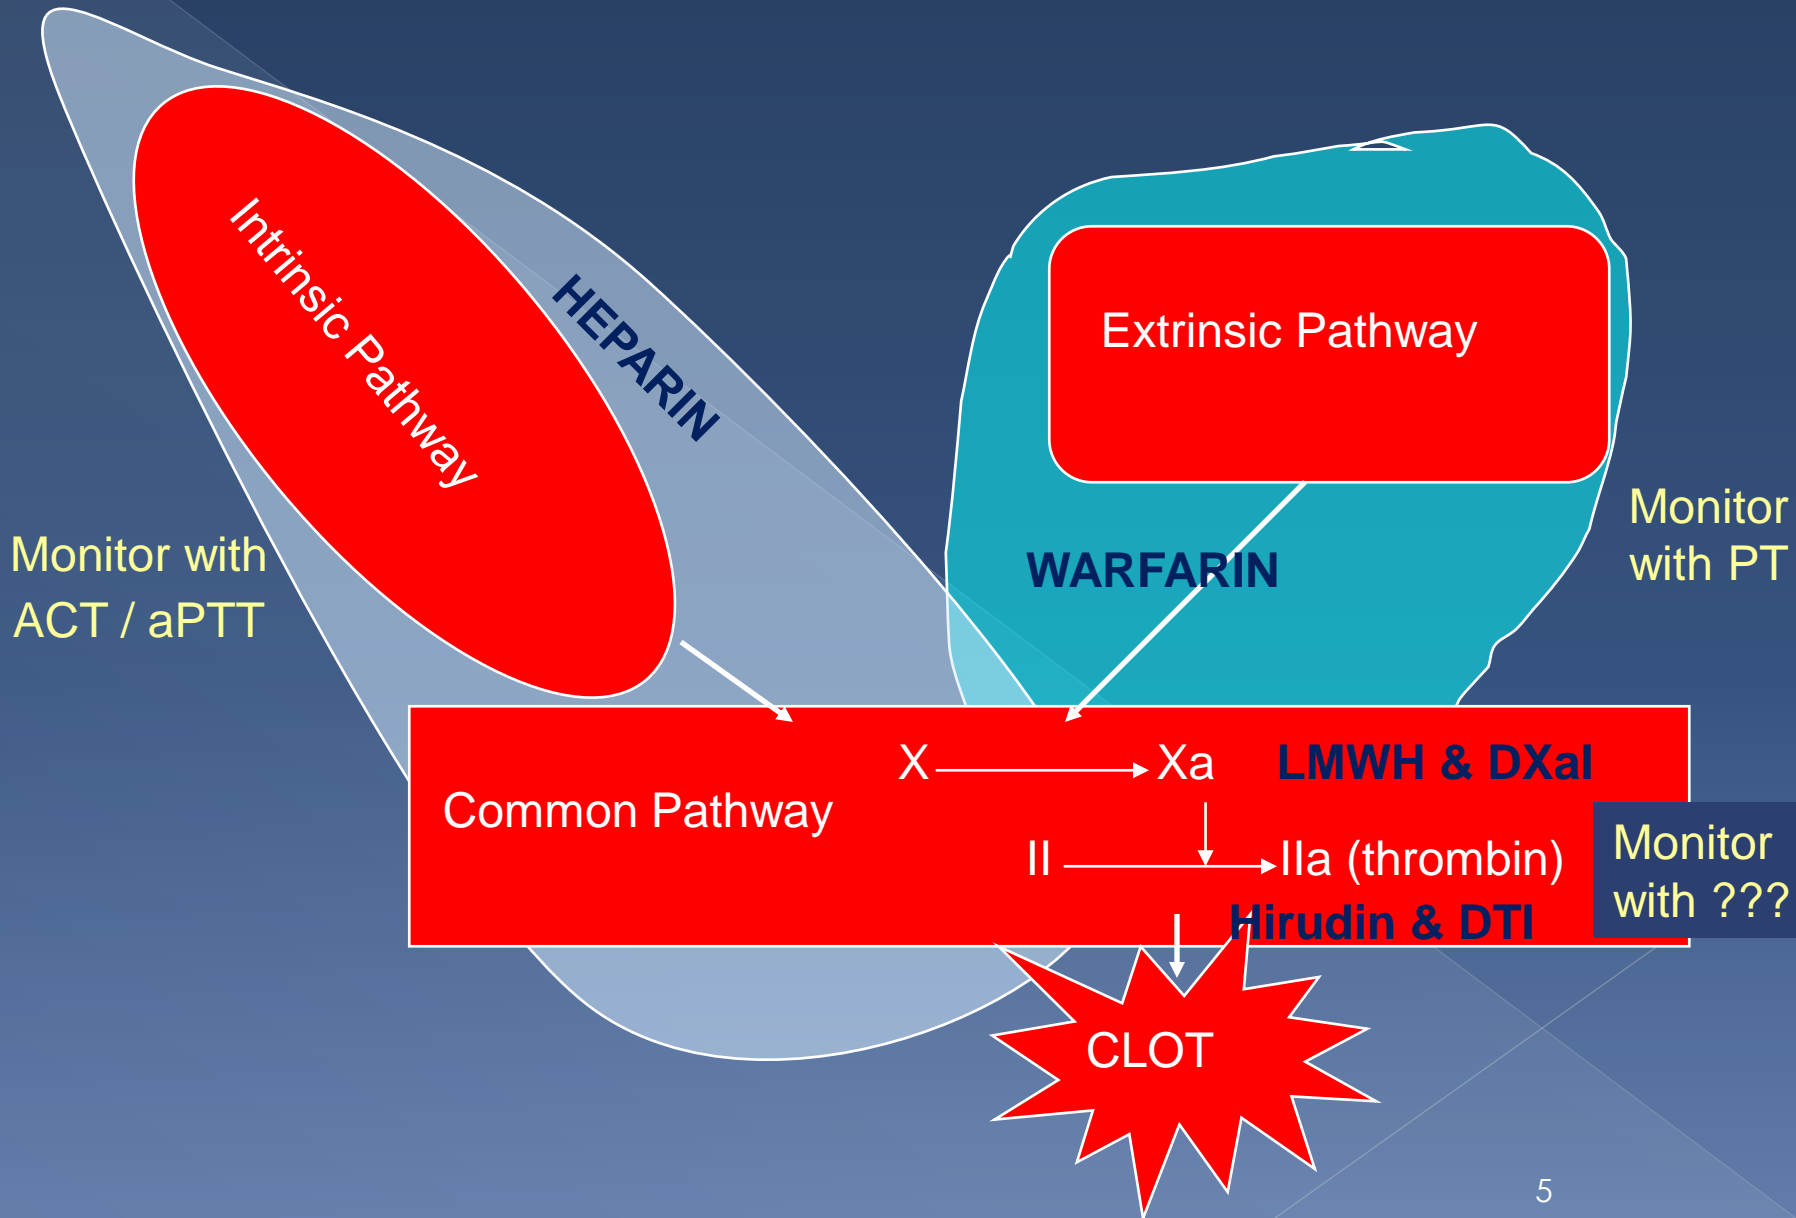 Intrinsic Pathway
HEPARIN
Extrinsic Pathway
WARFARIN
Monitor with
ACT / aPTT
Monitor
with PT
Common Pathway
X Xa LMWH & DXaI
II IIa (thrombin)
Hirudin & DTI
Monitor
with ???
CLOT
5